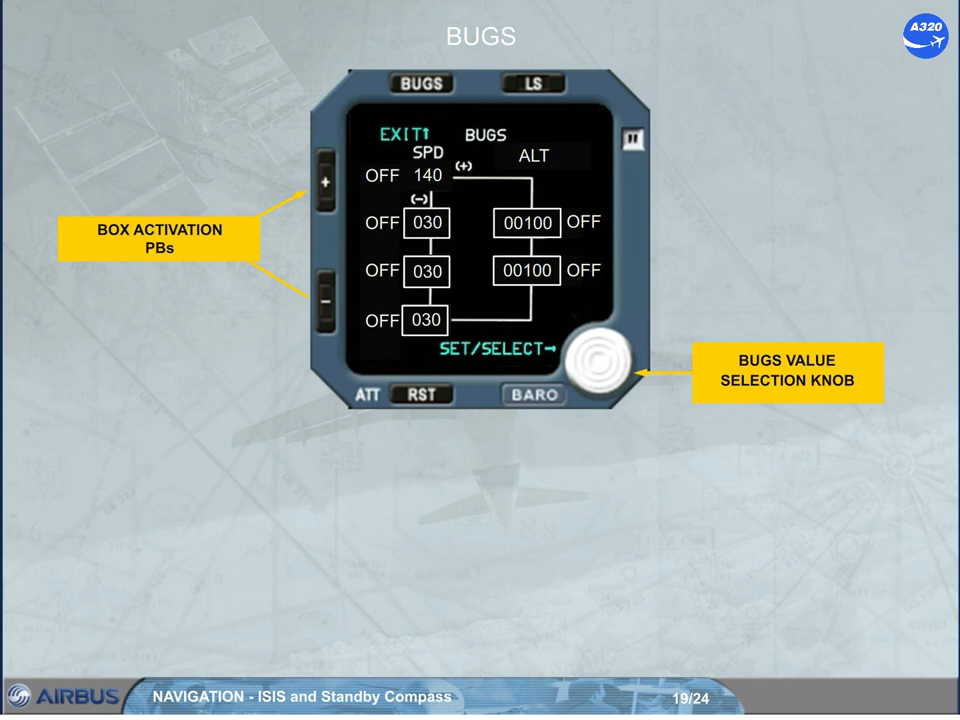 BUGS
A320
BUGS
LS
EXIT↑ BUGS
SPD
ALT
OFF 140 (+)
+
(−)
OFF 030 00100 OFF
OFF 030 00100 OFF
−
OFF 030
SET/SELECT→
ATT RST BARO
BOX ACTIVATION
PBs
BUGS VALUE
SELECTION KNOB
AIRBUS
NAVIGATION - ISIS and Standby Compass
19/24